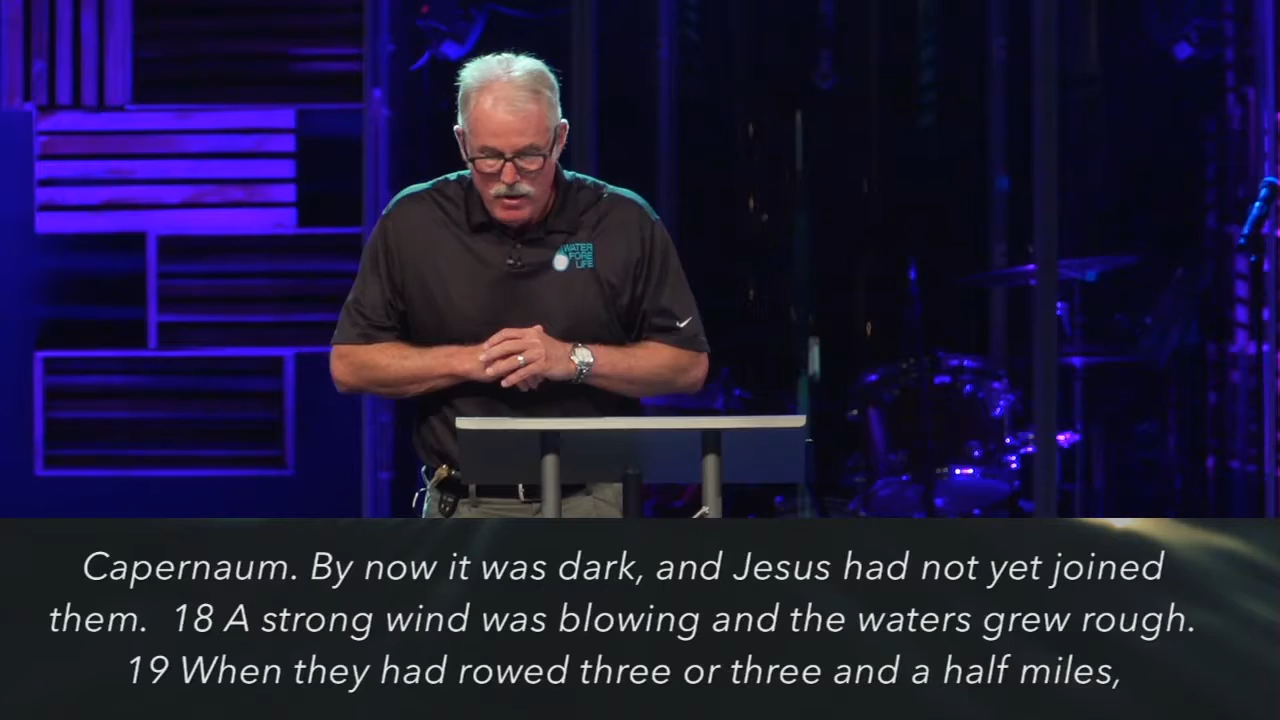 WATER
FORE
LIFE
Capernaum. By now it was dark, and Jesus had not yet joined
them. 18 A strong wind was blowing and the waters grew rough.
19 When they had rowed three or three and a half miles,